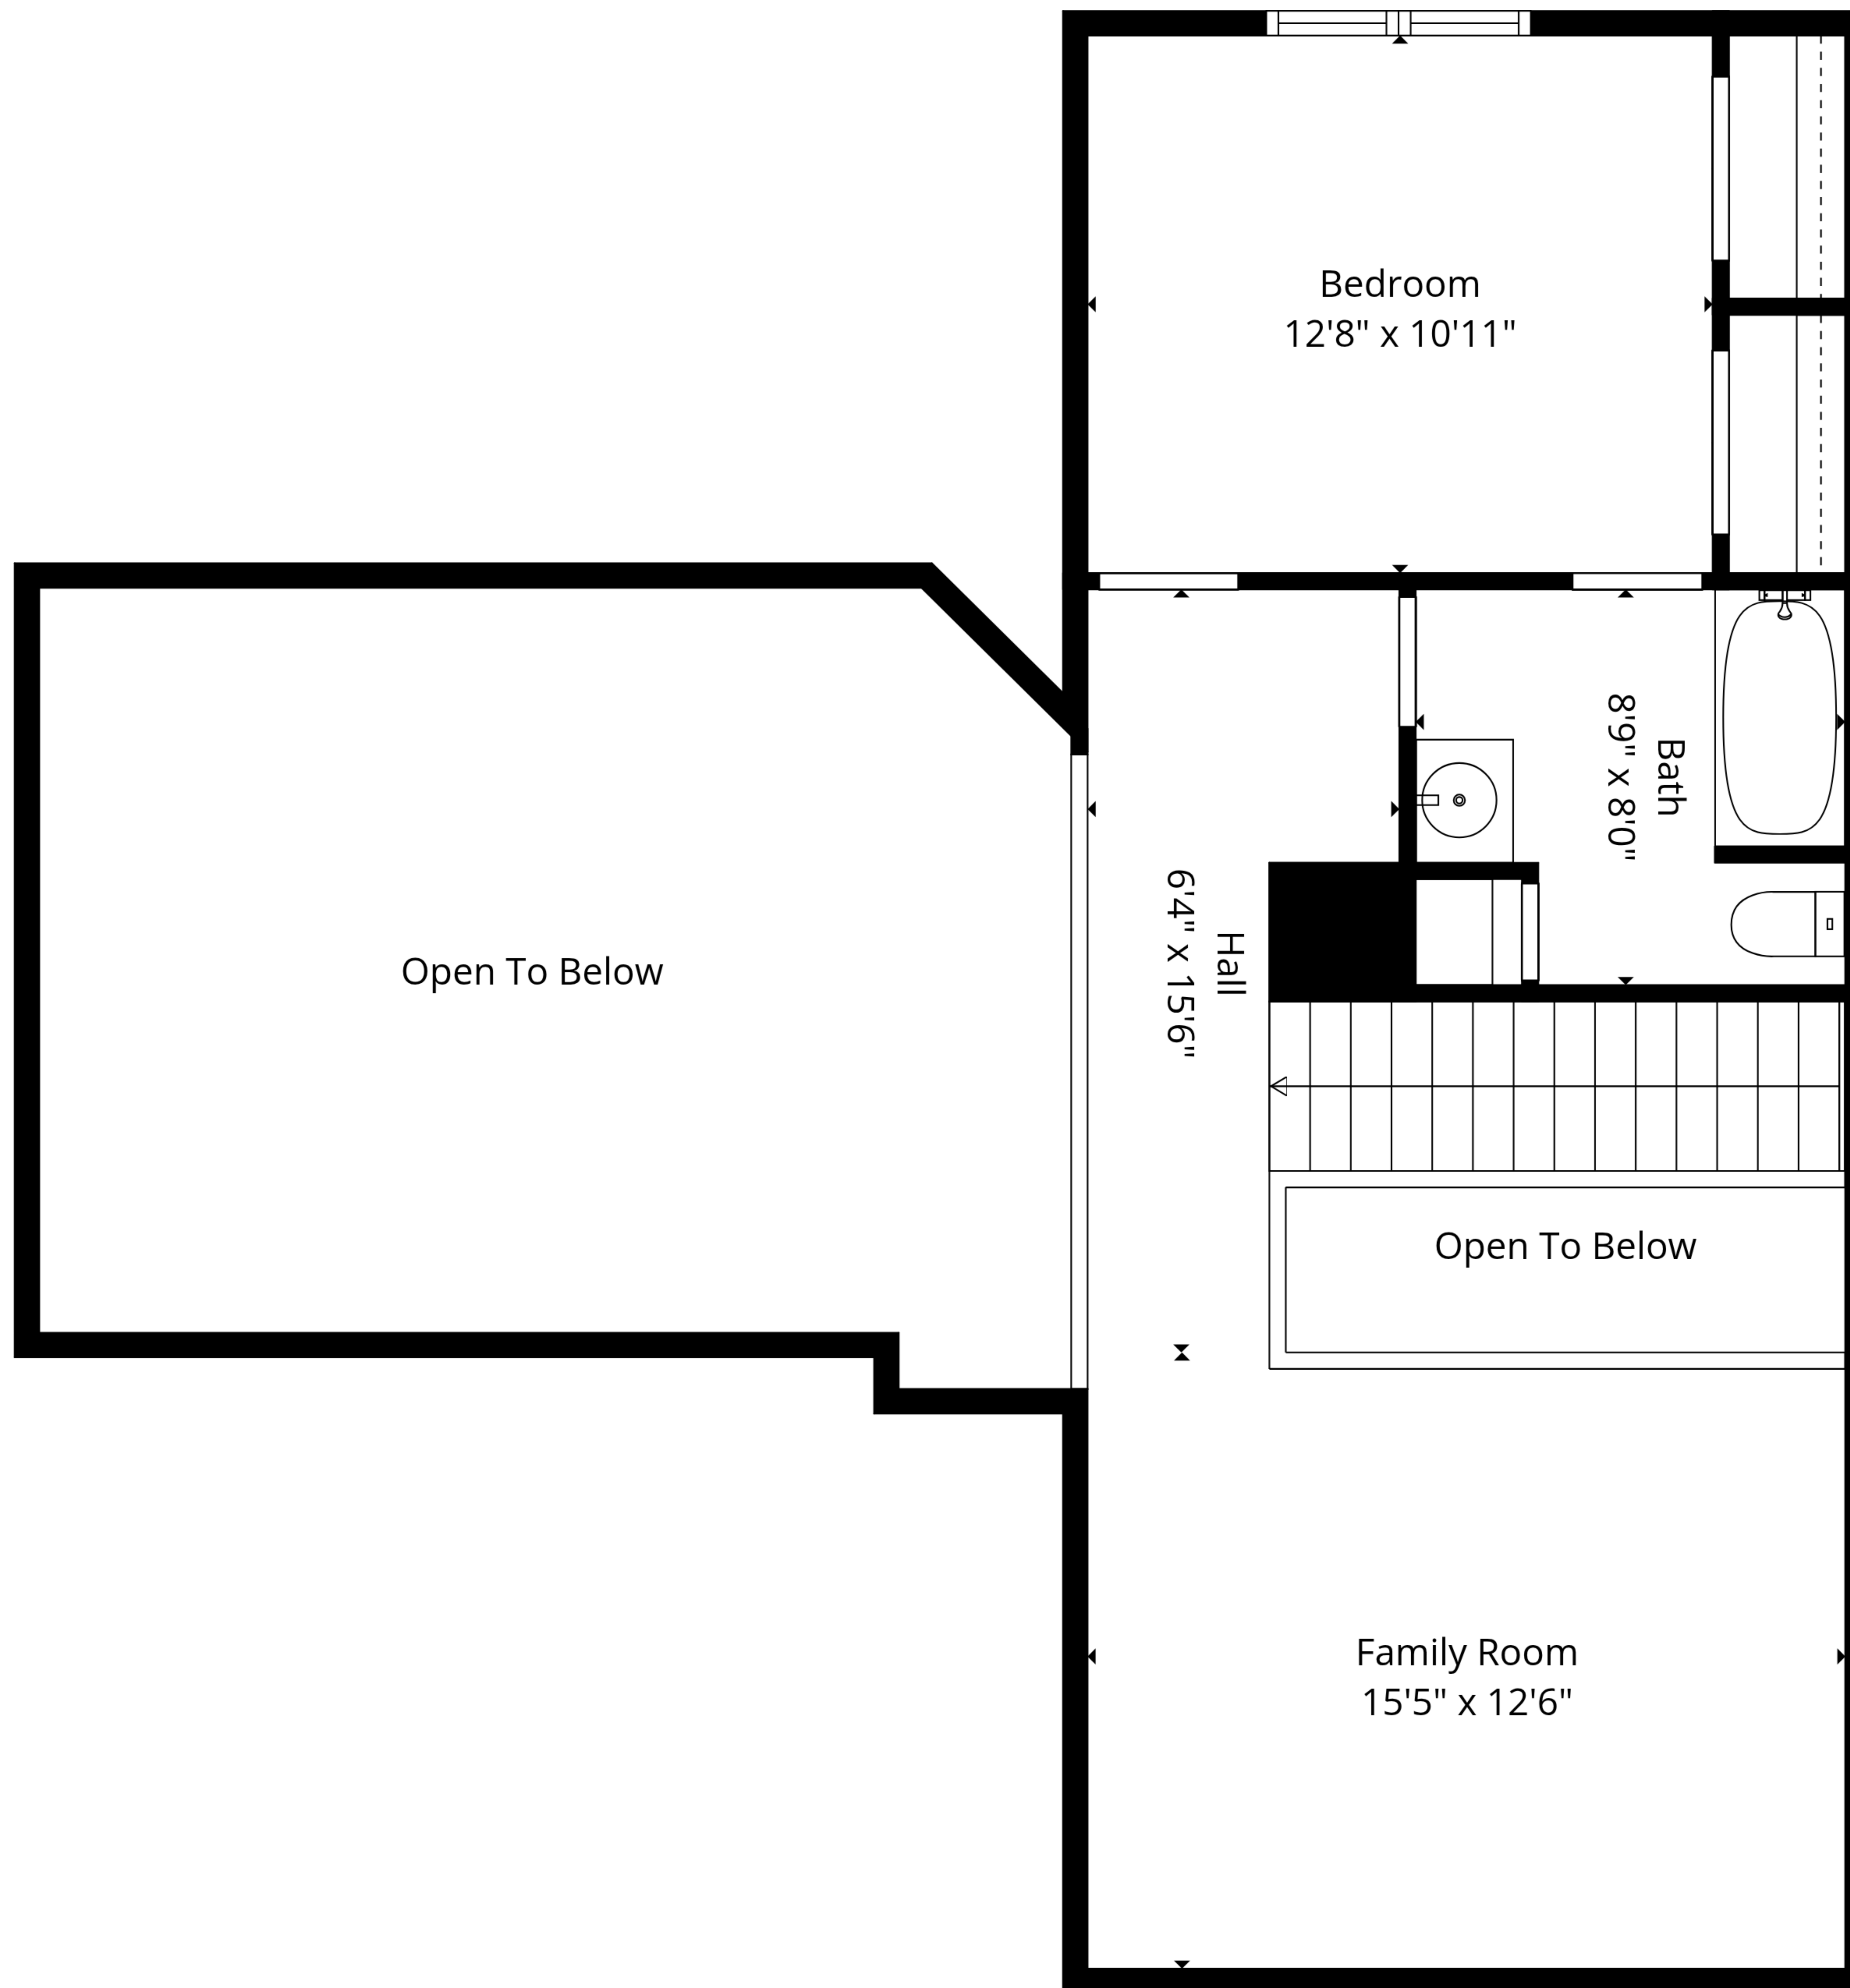 Bedroom
12'8" x 10'11"
Bath
8'9" x 8'0"
Hall
6'4" x 15'6"
Open To Below
Open To Below
Family Room
15'5" x 12'6"